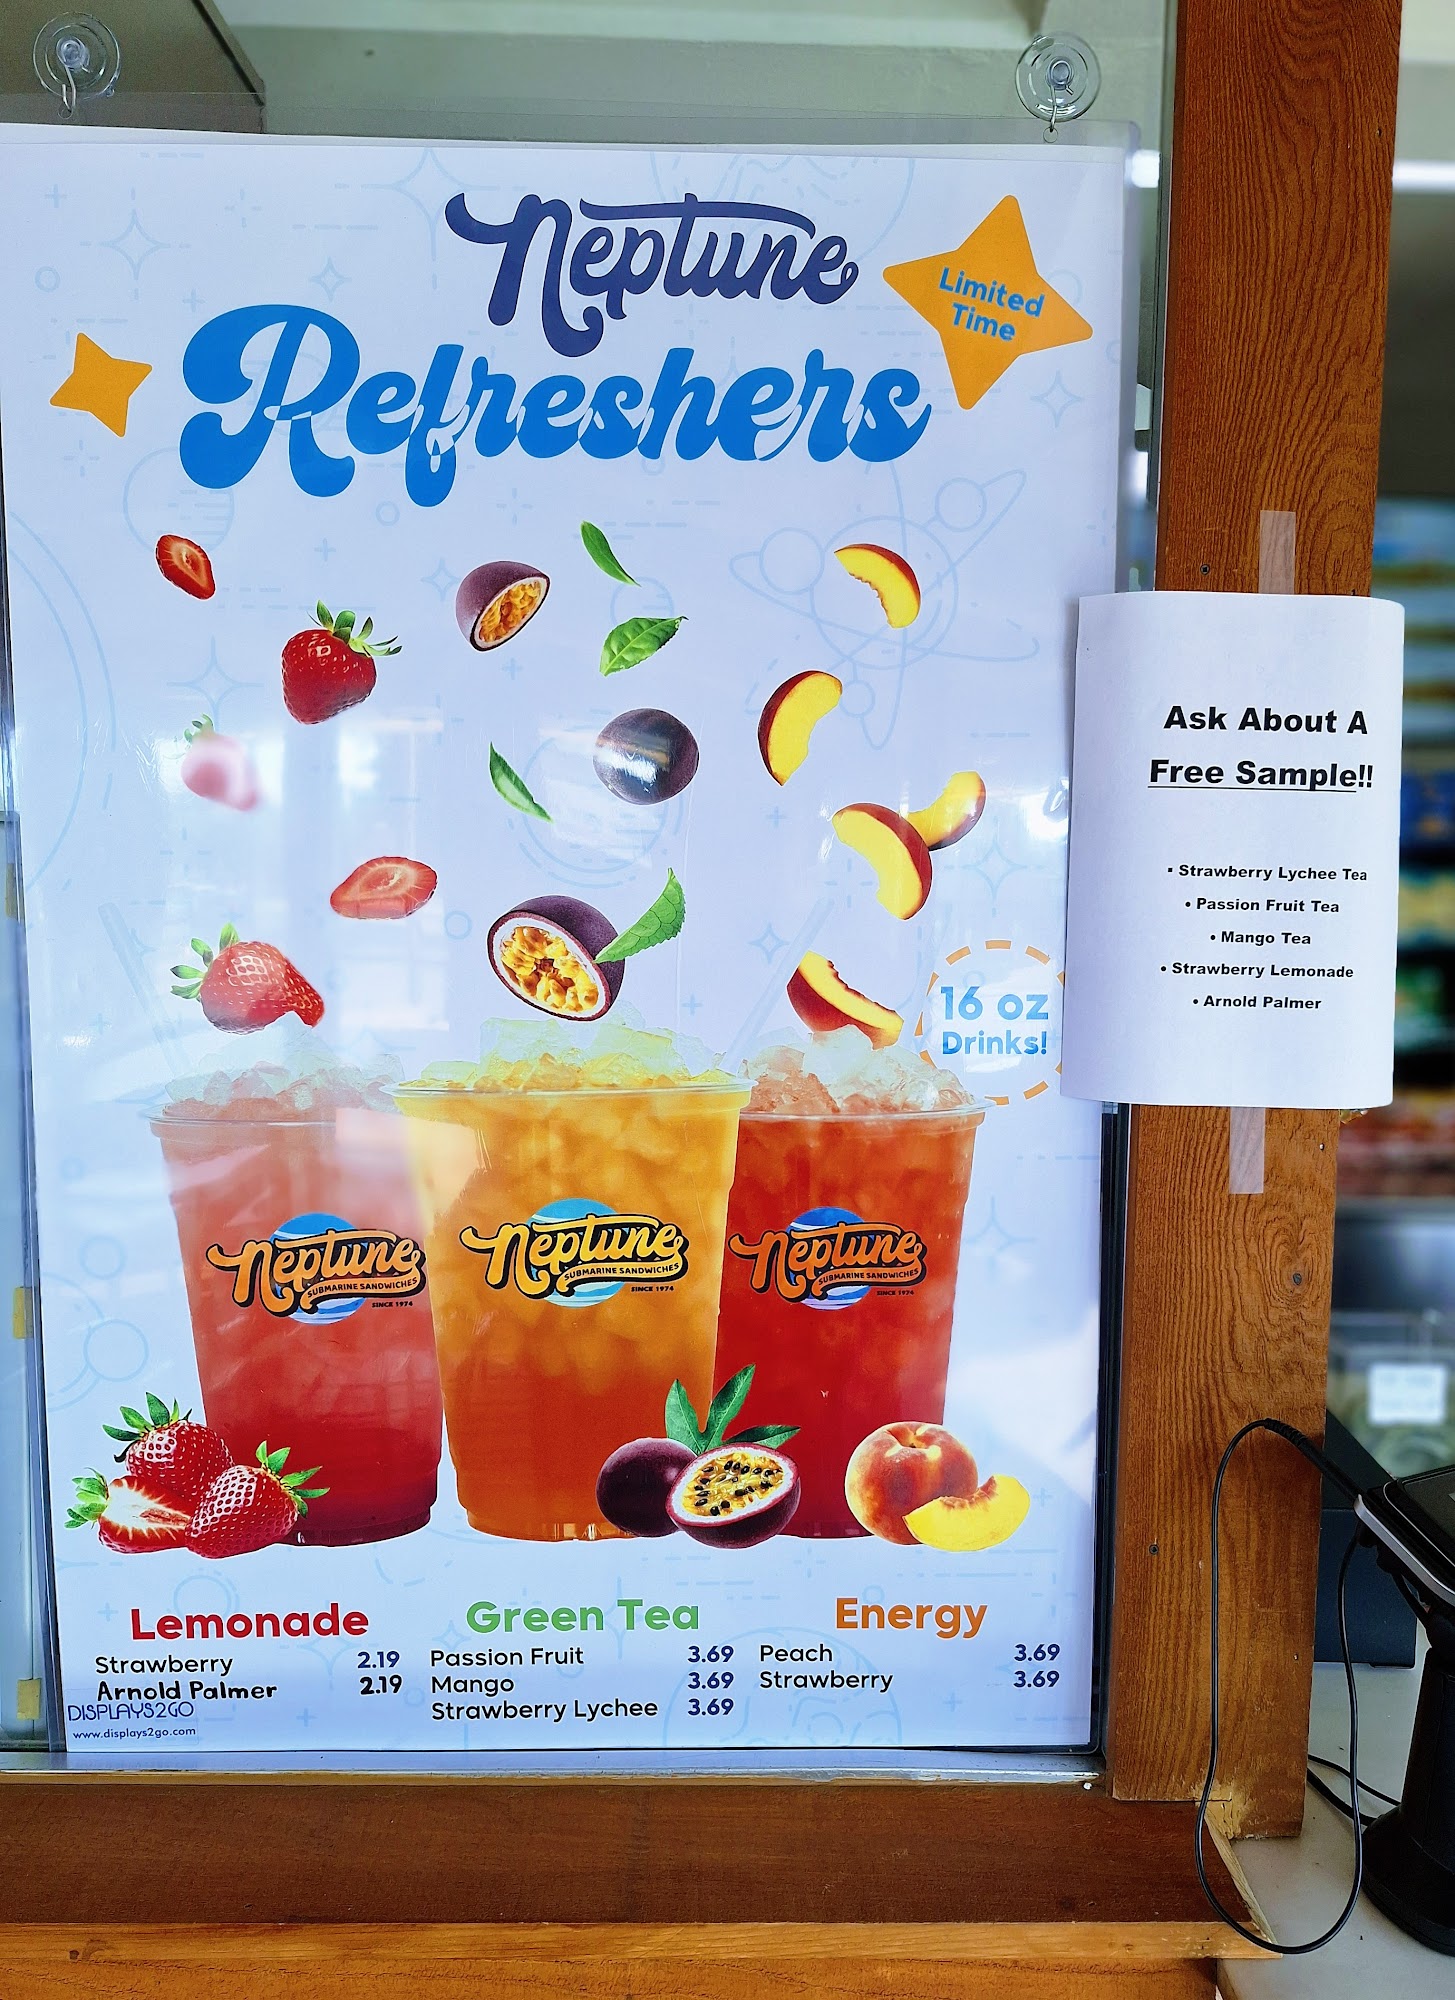 Neptune
Refreshers
Limited
Time
16 oz
Drinks!
Ask About A
Free Sample!!
• Strawberry Lychee Tea
• Passion Fruit Tea
• Mango Tea
• Strawberry Lemonade
• Arnold Palmer
Neptune
SUBMARINE SANDWICHES
SINCE 1974
Neptune
SUBMARINE SANDWICHES
SINCE 1974
Neptune
SUBMARINE SANDWICHES
SINCE 1974
Lemonade
Strawberry 2.19
Arnold Palmer 2.19
Green Tea
Passion Fruit 3.69
Mango 3.69
Strawberry Lychee 3.69
Energy
Peach 3.69
Strawberry 3.69
DISPLAYS2GO
www.displays2go.com